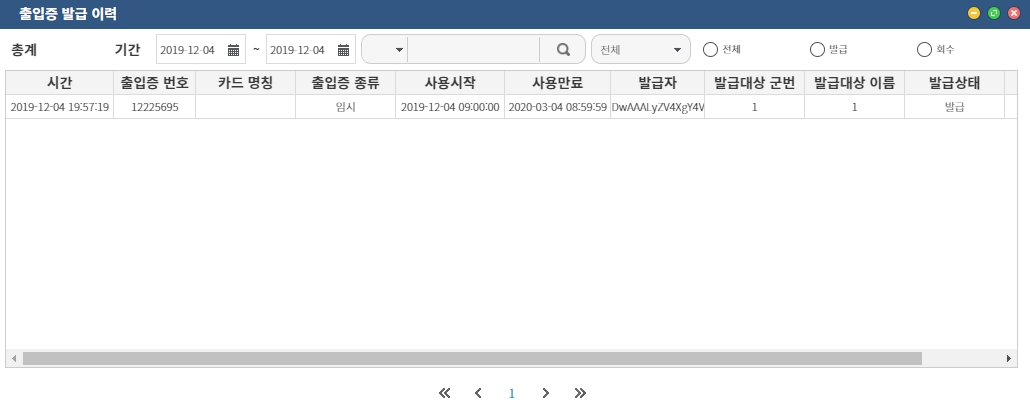 출입증 발급 이력
총계 기간 2019-12-04 ~ 2019-12-04 전체 전체 발급 회수
시간 출입증 번호 카드 명칭 출입증 종류 사용시작 사용만료 발급자 발급대상 군번 발급대상 이름 발급상태
2019-12-04 19:57:19 12225695 임시 2019-12-04 09:00:00 2020-03-04 08:59:59 DwAAALyZV4XgY4V 1 1 발급
1